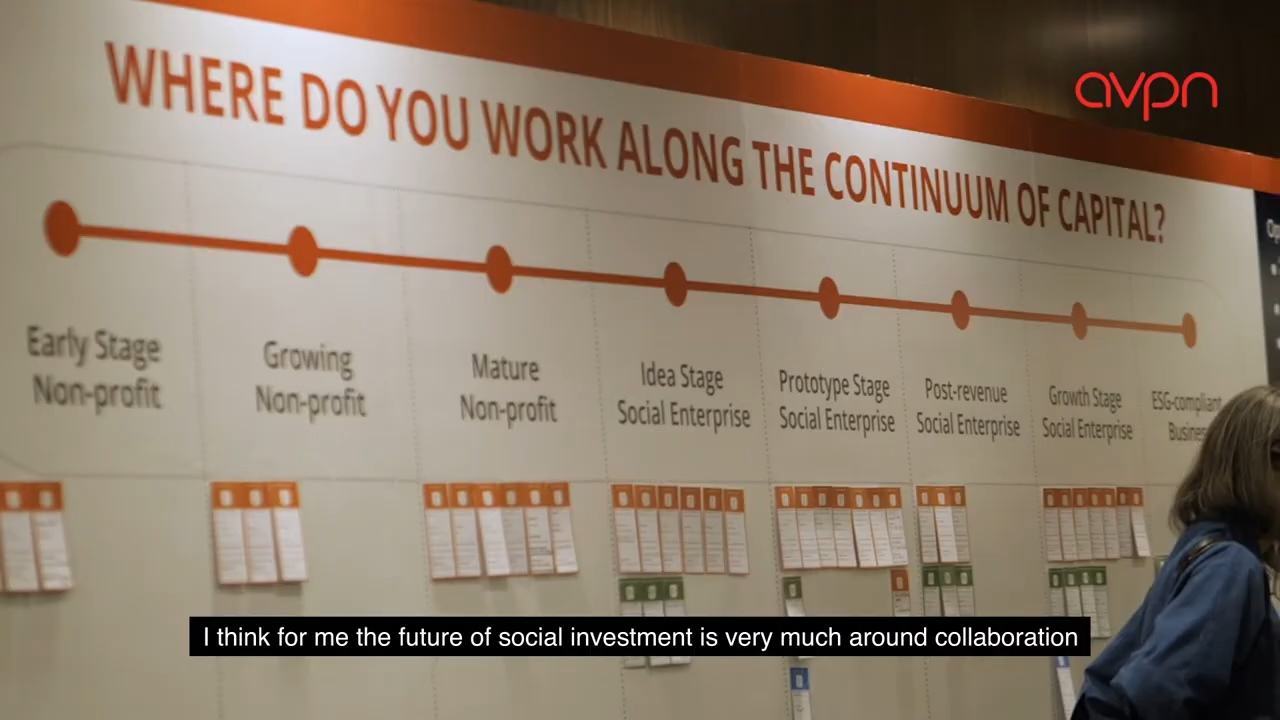 avpn
WHERE DO YOU WORK ALONG THE CONTINUUM OF CAPITAL?
Early Stage
Non-profit
Growing
Non-profit
Mature
Non-profit
Idea Stage
Social Enterprise
Prototype Stage
Social Enterprise
Post-revenue
Social Enterprise
Growth Stage
Social Enterprise
ESG-compliant
I think for me the future of social investment is very much around collaboration